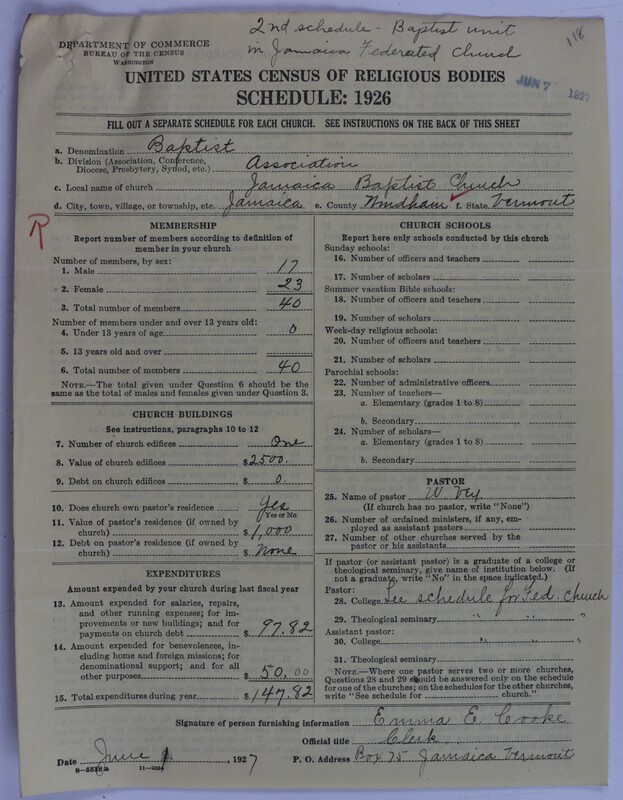 2nd schedule - Baptist unit
in Jamaica Federated Church
118
DEPARTMENT OF COMMERCE
BUREAU OF THE CENSUS
WASHINGTON
UNITED STATES CENSUS OF RELIGIOUS BODIES
SCHEDULE: 1926
JUN 7 1927
FILL OUT A SEPARATE SCHEDULE FOR EACH CHURCH. SEE INSTRUCTIONS ON THE BACK OF THIS SHEET
a. Denomination Baptist
b. Division (Association, Conference, Diocese, Presbytery, Synod, etc.) Association
c. Local name of church Jamaica Baptist Church
d. City, town, village, or township, etc. Jamaica e. County Windham f. State Vermont
R
MEMBERSHIP
Report number of members according to definition of
member in your church
Number of members, by sex:
1. Male 17
2. Female 23
3. Total number of members 40
Number of members under and over 13 years old:
4. Under 13 years of age 0
5. 13 years old and over
6. Total number of members 40
NOTE.—The total given under Question 6 should be
same as the total of males and females given under Question 3.
CHURCH BUILDINGS
See instructions, paragraphs 10 to 12
7. Number of church edifices One
8. Value of church edifices $2500.
9. Debt on church edifices $ 0.
10. Does church own pastor's residence Yes
Yes or No
11. Value of pastor's residence (if owned by
church) $1,000
12. Debt on pastor's residence (if owned by
church) $ None
EXPENDITURES
Amount expended by your church during last fiscal year
13. Amount expended for salaries, repairs,
and other running expenses; for im-
provements or new buildings; and for
payments on church debt $ 97.82
14. Amount expended for benevolences, in-
cluding home and foreign missions; for
denominational support; and for all
other purposes $ 50.00
15. Total expenditures during year $147.82
CHURCH SCHOOLS
Report here only schools conducted by this church
Sunday schools:
16. Number of officers and teachers
17. Number of scholars
Summer vacation Bible schools:
18. Number of officers and teachers
19. Number of scholars
Week-day religious schools:
20. Number of officers and teachers
21. Number of scholars
Parochial schools:
22. Number of administrative officers
23. Number of teachers—
a. Elementary (grades 1 to 8)
b. Secondary
24. Number of scholars—
a. Elementary (grades 1 to 8)
b. Secondary
PASTOR
25. Name of pastor W. Vey
(If church has no pastor, write "None")
26. Number of ordained ministers, if any, em-
ployed as assistant pastors
27. Number of other churches served by the
pastor or his assistants
If pastor (or assistant pastor) is a graduate of a college or
theological seminary, give name of institution below. (If
not a graduate, write "No" in the space indicated.)
Pastor:
28. College See schedule for Fed. church
29. Theological seminary " " "
Assistant pastor:
30. College " "
31. Theological seminary
NOTE.—Where one pastor serves two or more churches,
Questions 28 and 29 should be answered only on the schedule
for one of the churches; on the schedules for the other churches,
write "See schedule for church."
Signature of person furnishing information Emma E. Cooke
Official title Clerk
Date June 1, 1927 P. O. Address Box 75 Jamaica Vermont
8-5518a 11-9264